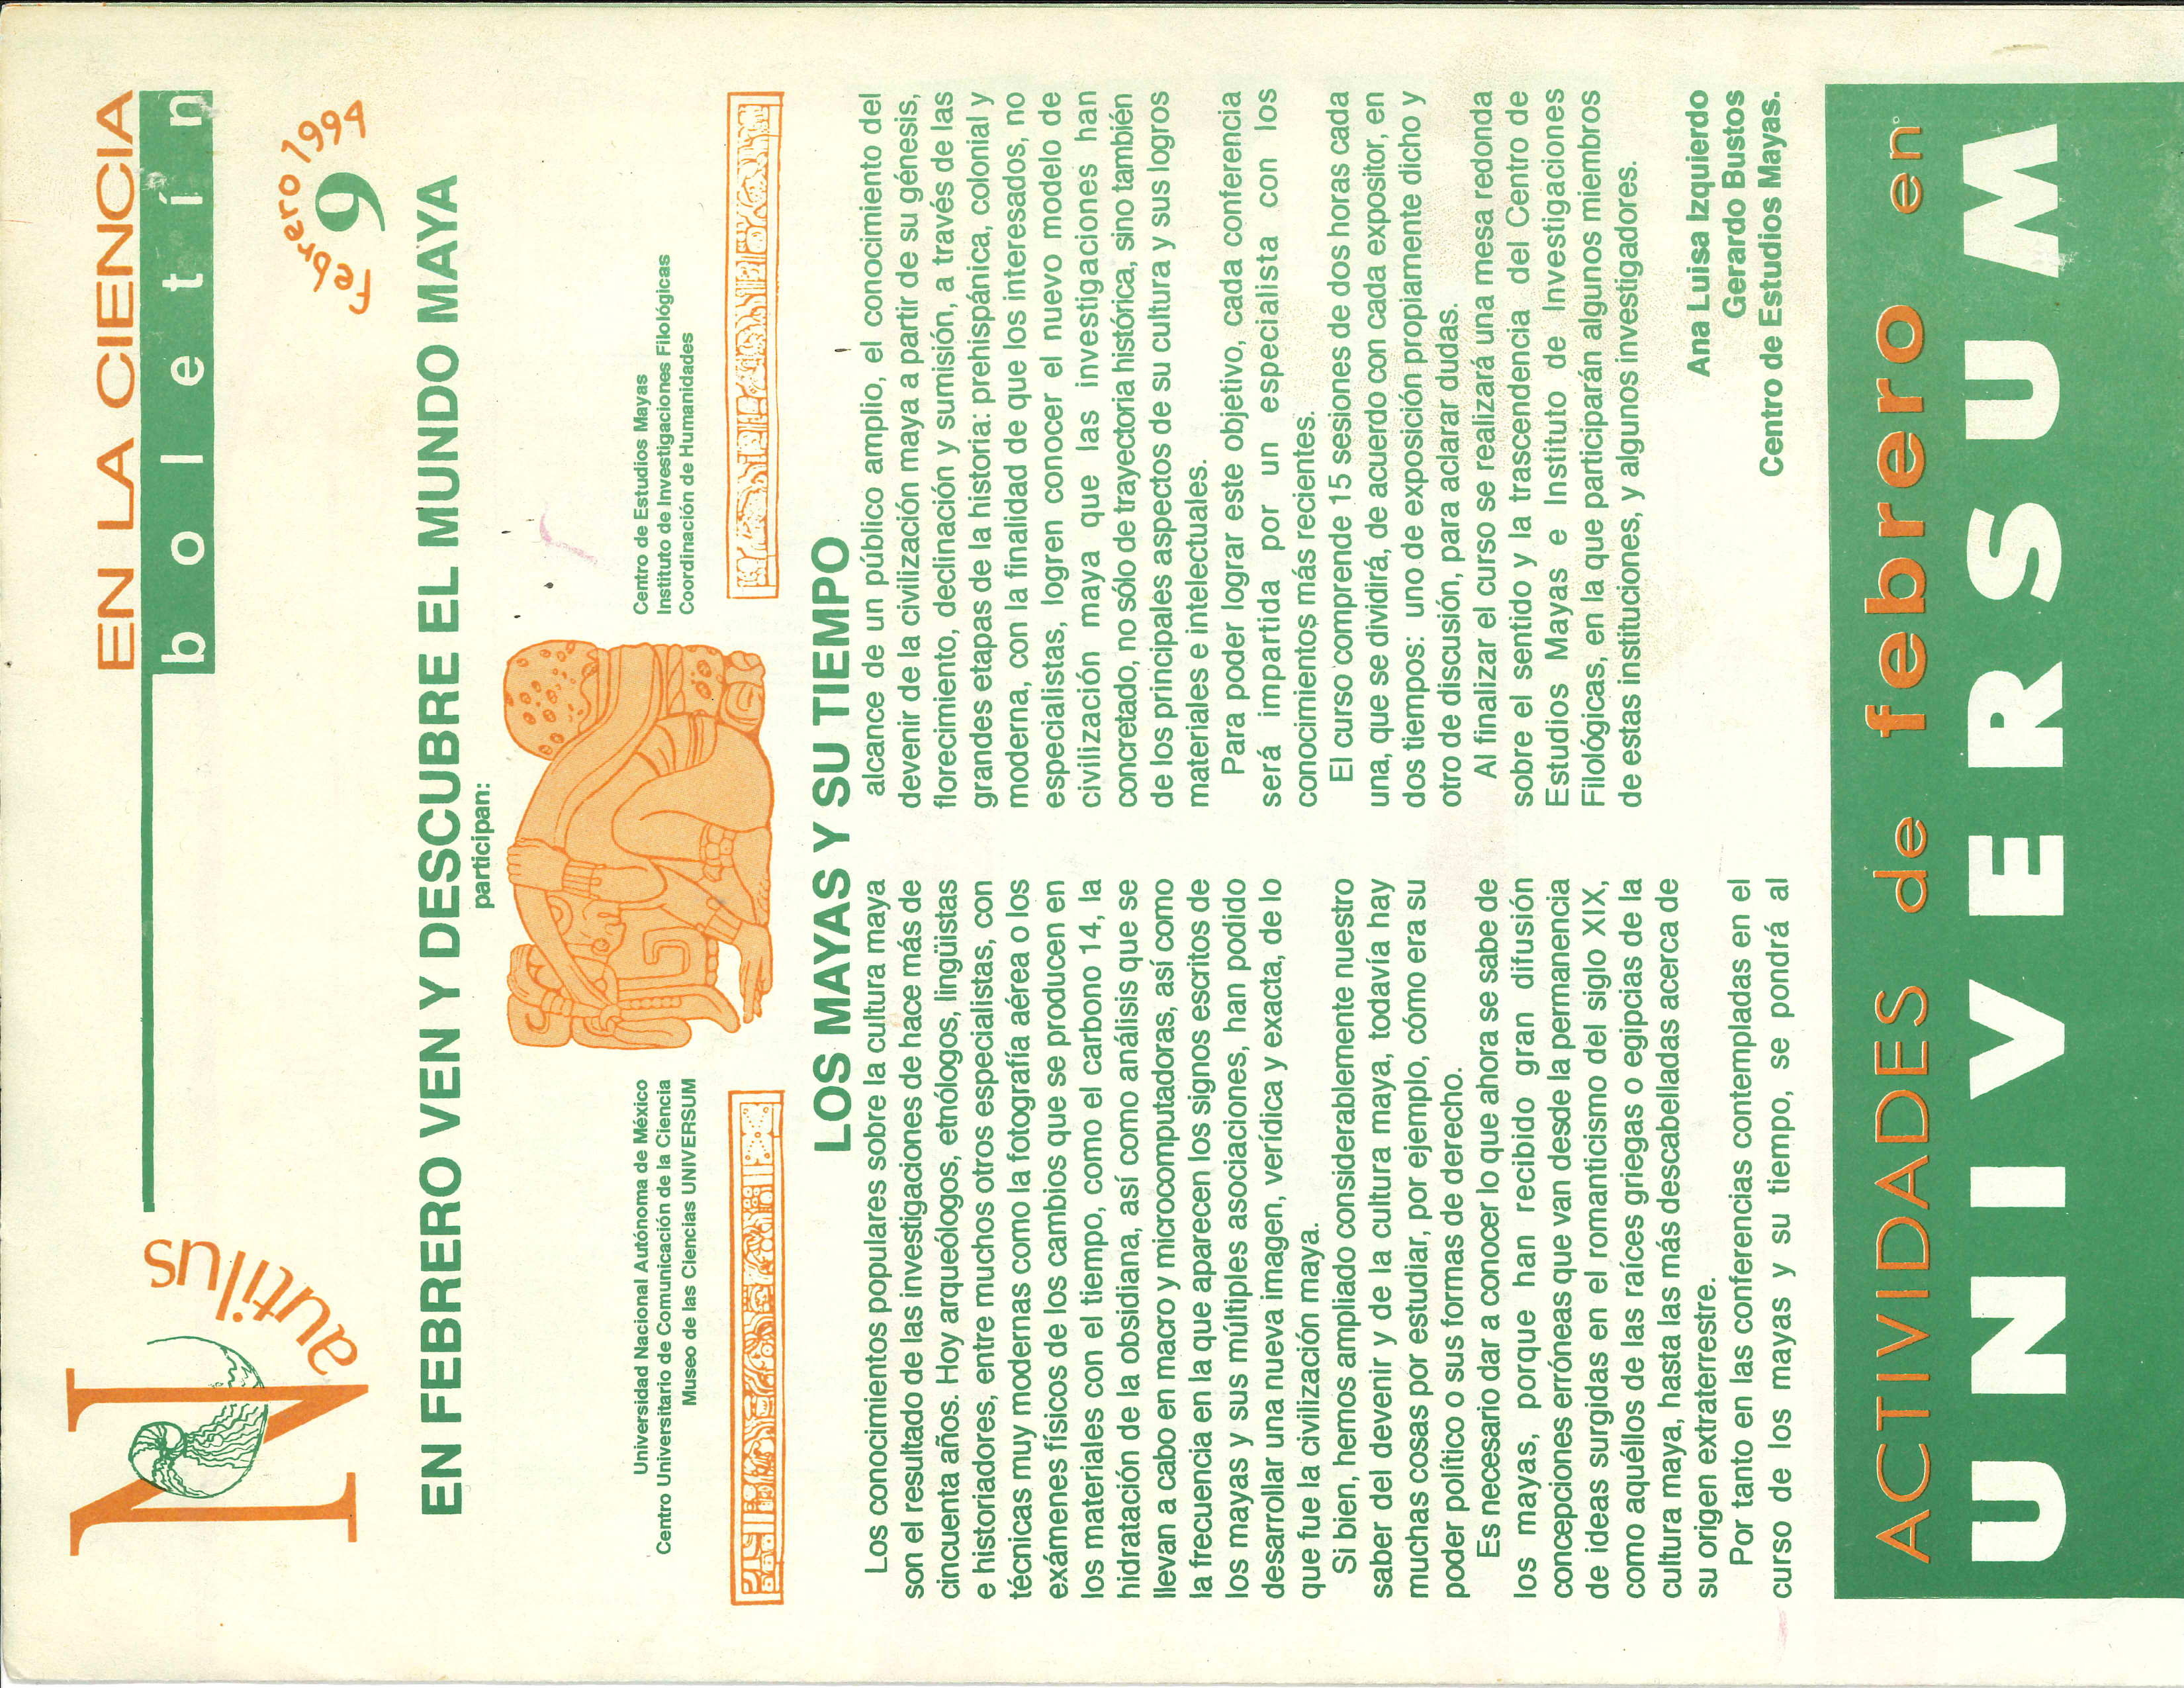 Nautilus
EN LA CIENCIA
boletín
febrero 1994
9
EN FEBRERO VEN Y DESCUBRE EL MUNDO MAYA
participan:
Universidad Nacional Autónoma de México
Centro Universitario de Comunicación de la Ciencia
Museo de las Ciencias UNIVERSUM
Centro de Estudios Mayas
Instituto de Investigaciones Filológicas
Coordinación de Humanidades
LOS MAYAS Y SU TIEMPO
Los conocimientos populares sobre la cultura maya
son el resultado de las investigaciones de hace más de
cincuenta años. Hoy arqueólogos, etnólogos, lingüistas
e historiadores, entre muchos otros especialistas, con
técnicas muy modernas como la fotografía aérea o los
exámenes físicos de los cambios que se producen en
los materiales con el tiempo, como el carbono 14, la
hidratación de la obsidiana, así como análisis que se
llevan a cabo en macro y microcomputadoras, así como
la frecuencia en la que aparecen los signos escritos de
los mayas y sus múltiples asociaciones, han podido
desarrollar una nueva imagen, verídica y exacta, de lo
que fue la civilización maya.
Si bien, hemos ampliado considerablemente nuestro
saber del devenir y de la cultura maya, todavía hay
muchas cosas por estudiar, por ejemplo, cómo era su
poder político o sus formas de derecho.
Es necesario dar a conocer lo que ahora se sabe de
los mayas, porque han recibido gran difusión
concepciones erróneas que van desde la permanencia
de ideas surgidas en el romanticismo del siglo XIX,
como aquéllos de las raíces griegas o egipcias de la
cultura maya, hasta las más descabelladas acerca de
su origen extraterrestre.
Por tanto en las conferencias contempladas en el
curso de los mayas y su tiempo, se pondrá al
alcance de un público amplio, el conocimiento del
devenir de la civilización maya a partir de su génesis,
florecimiento, declinación y sumisión, a través de las
grandes etapas de la historia: prehispánica, colonial y
moderna, con la finalidad de que los interesados, no
especialistas, logren conocer el nuevo modelo de
civilización maya que las investigaciones han
concretado, no sólo de trayectoria histórica, sino también
de los principales aspectos de su cultura y sus logros
materiales e intelectuales.
Para poder lograr este objetivo, cada conferencia
será impartida por un especialista con los
conocimientos más recientes.
El curso comprende 15 sesiones de dos horas cada
una, que se dividirá, de acuerdo con cada expositor, en
dos tiempos: uno de exposición propiamente dicho y
otro de discusión, para aclarar dudas.
Al finalizar el curso se realizará una mesa redonda
sobre el sentido y la trascendencia del Centro de
Estudios Mayas e Instituto de Investigaciones
Filológicas, en la que participarán algunos miembros
de estas instituciones, y algunos investigadores.
Ana Luisa Izquierdo
Gerardo Bustos
Centro de Estudios Mayas.
ACTIVIDADES de febrero en
UNIVERSUM